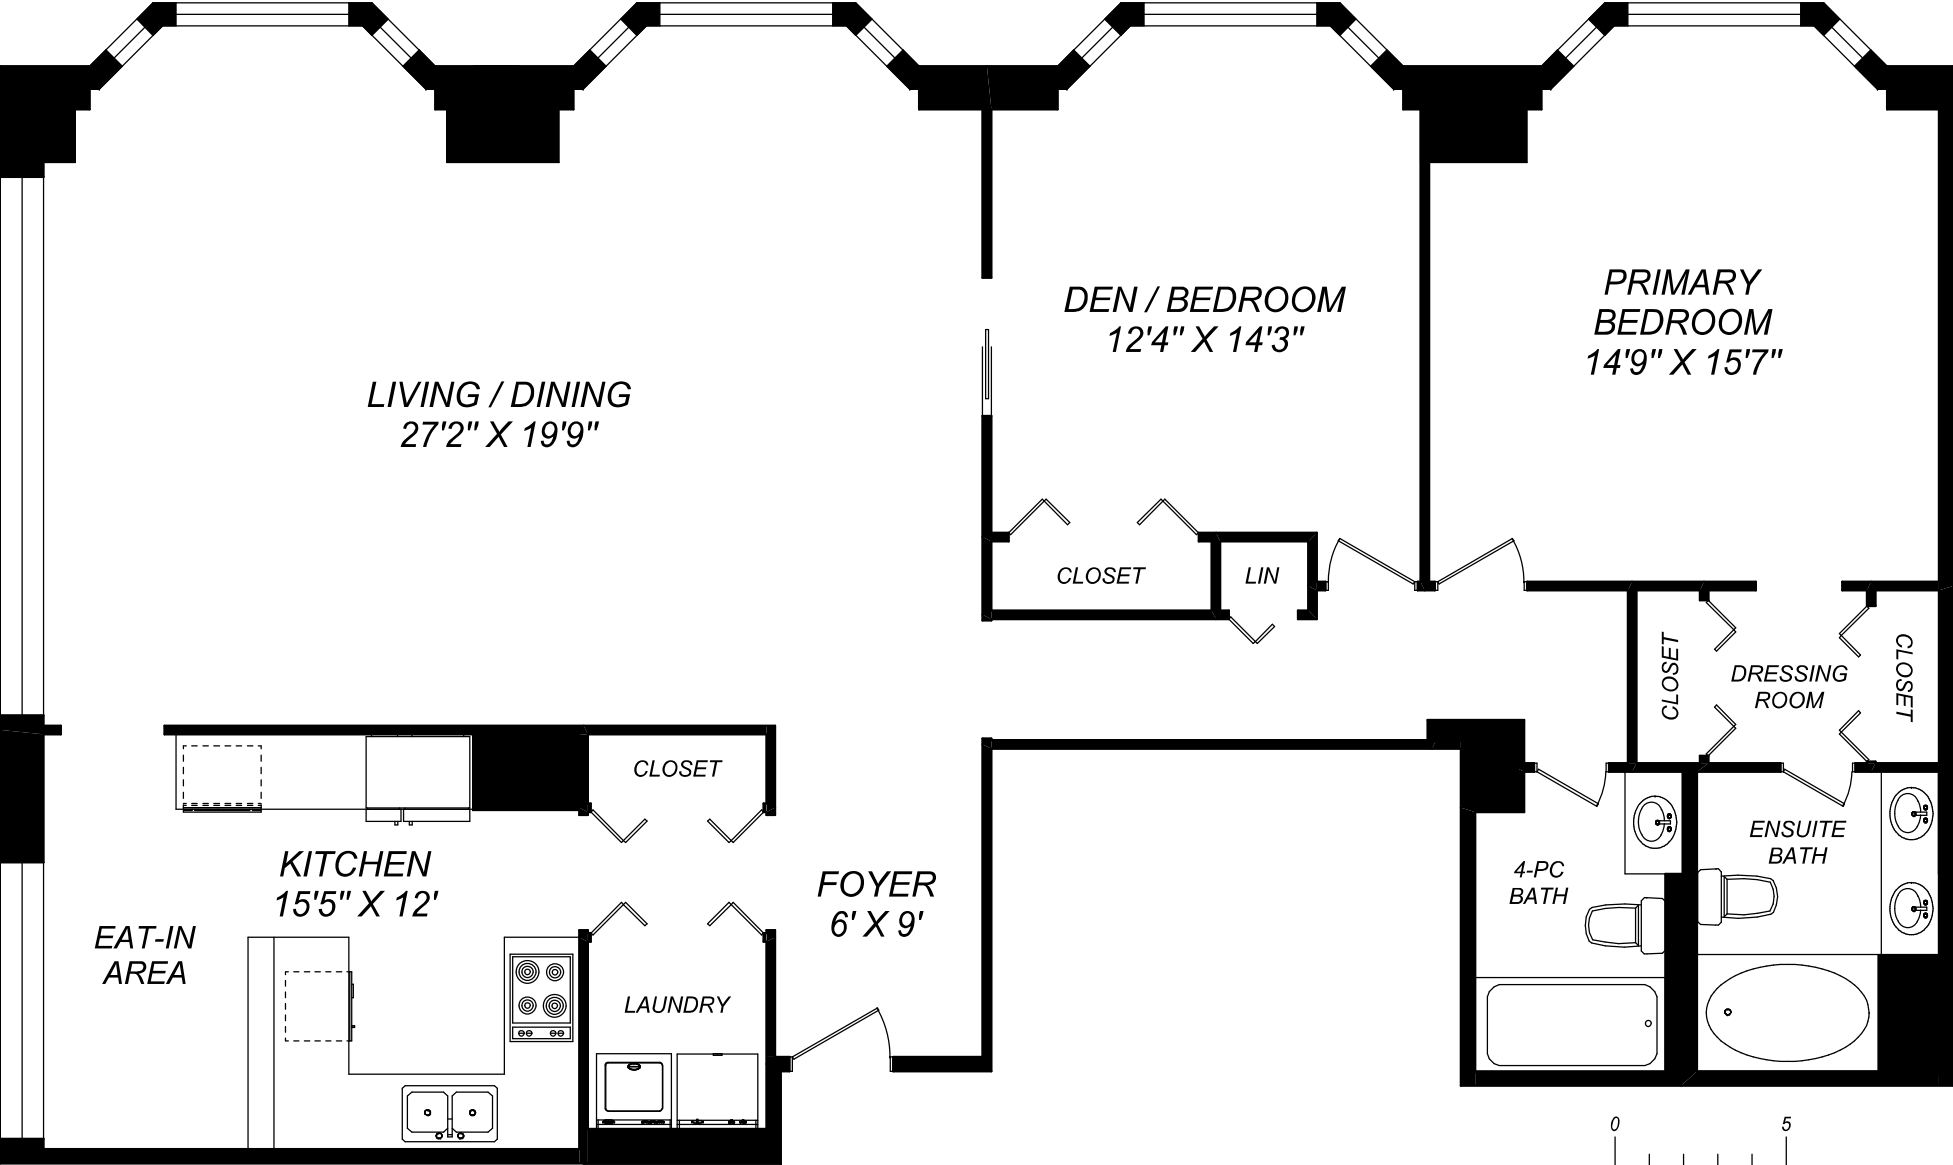 LIVING / DINING
27'2" X 19'9"
DEN / BEDROOM
12'4" X 14'3"
PRIMARY
BEDROOM
14'9" X 15'7"
CLOSET
LIN
CLOSET
DRESSING
ROOM
CLOSET
CLOSET
KITCHEN
15'5" X 12'
EAT-IN
AREA
FOYER
6' X 9'
LAUNDRY
4-PC
BATH
ENSUITE
BATH
0
5